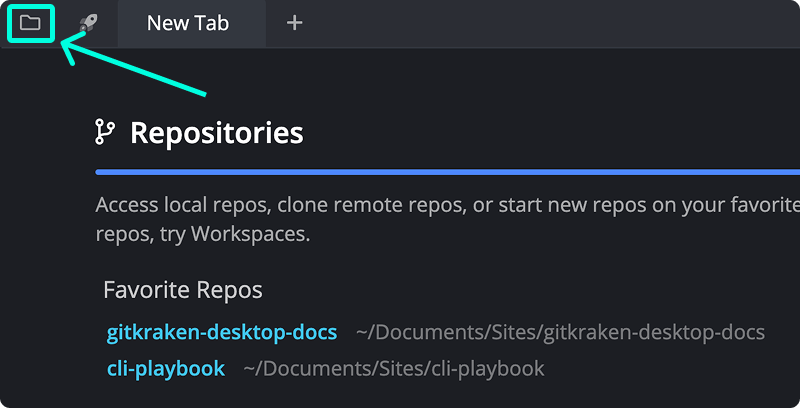 New Tab
Repositories
Access local repos, clone remote repos, or start new repos on your favorite
repos, try Workspaces.
Favorite Repos
gitkraken-desktop-docs ~/Documents/Sites/gitkraken-desktop-docs
cli-playbook ~/Documents/Sites/cli-playbook